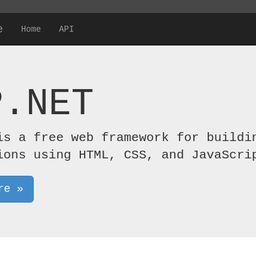 Home API
.NET
is a free web framework for buildin
ions using HTML, CSS, and JavaScrip
re »